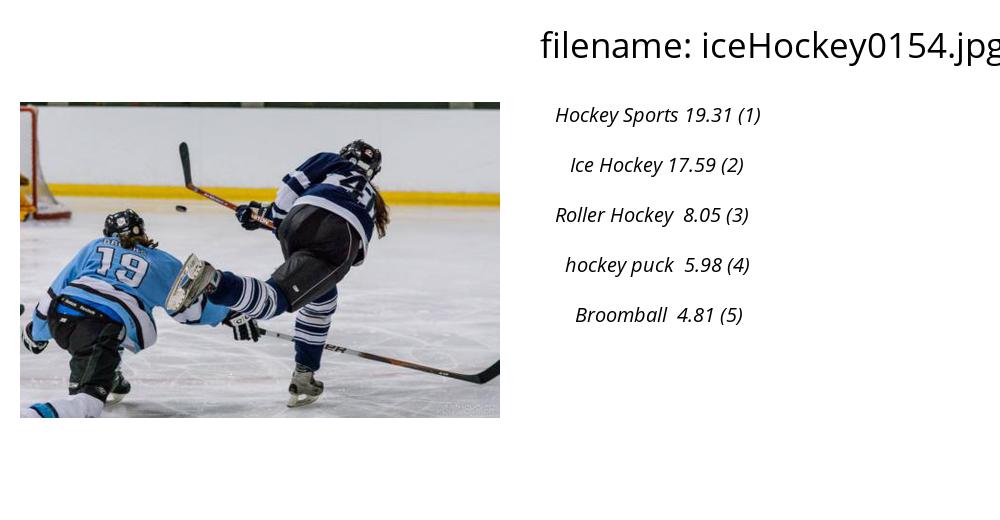 filename: iceHockey0154.jpg
Hockey Sports 19.31 (1)
Ice Hockey 17.59 (2)
Roller Hockey 8.05 (3)
hockey puck 5.98 (4)
Broomball 4.81 (5)
4
19